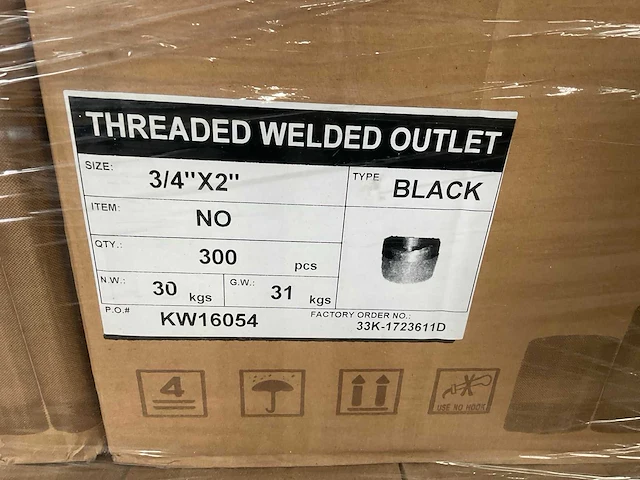 THREADED WELDED OUTLET
SIZE: 3/4"X2"
TYPE BLACK
ITEM: NO
QTY.: 300 pcs
N.W.: 30 kgs G.W.: 31 kgs
P.O.# KW16054 FACTORY ORDER NO.: 33K-1723611D
4
USE NO HOOK